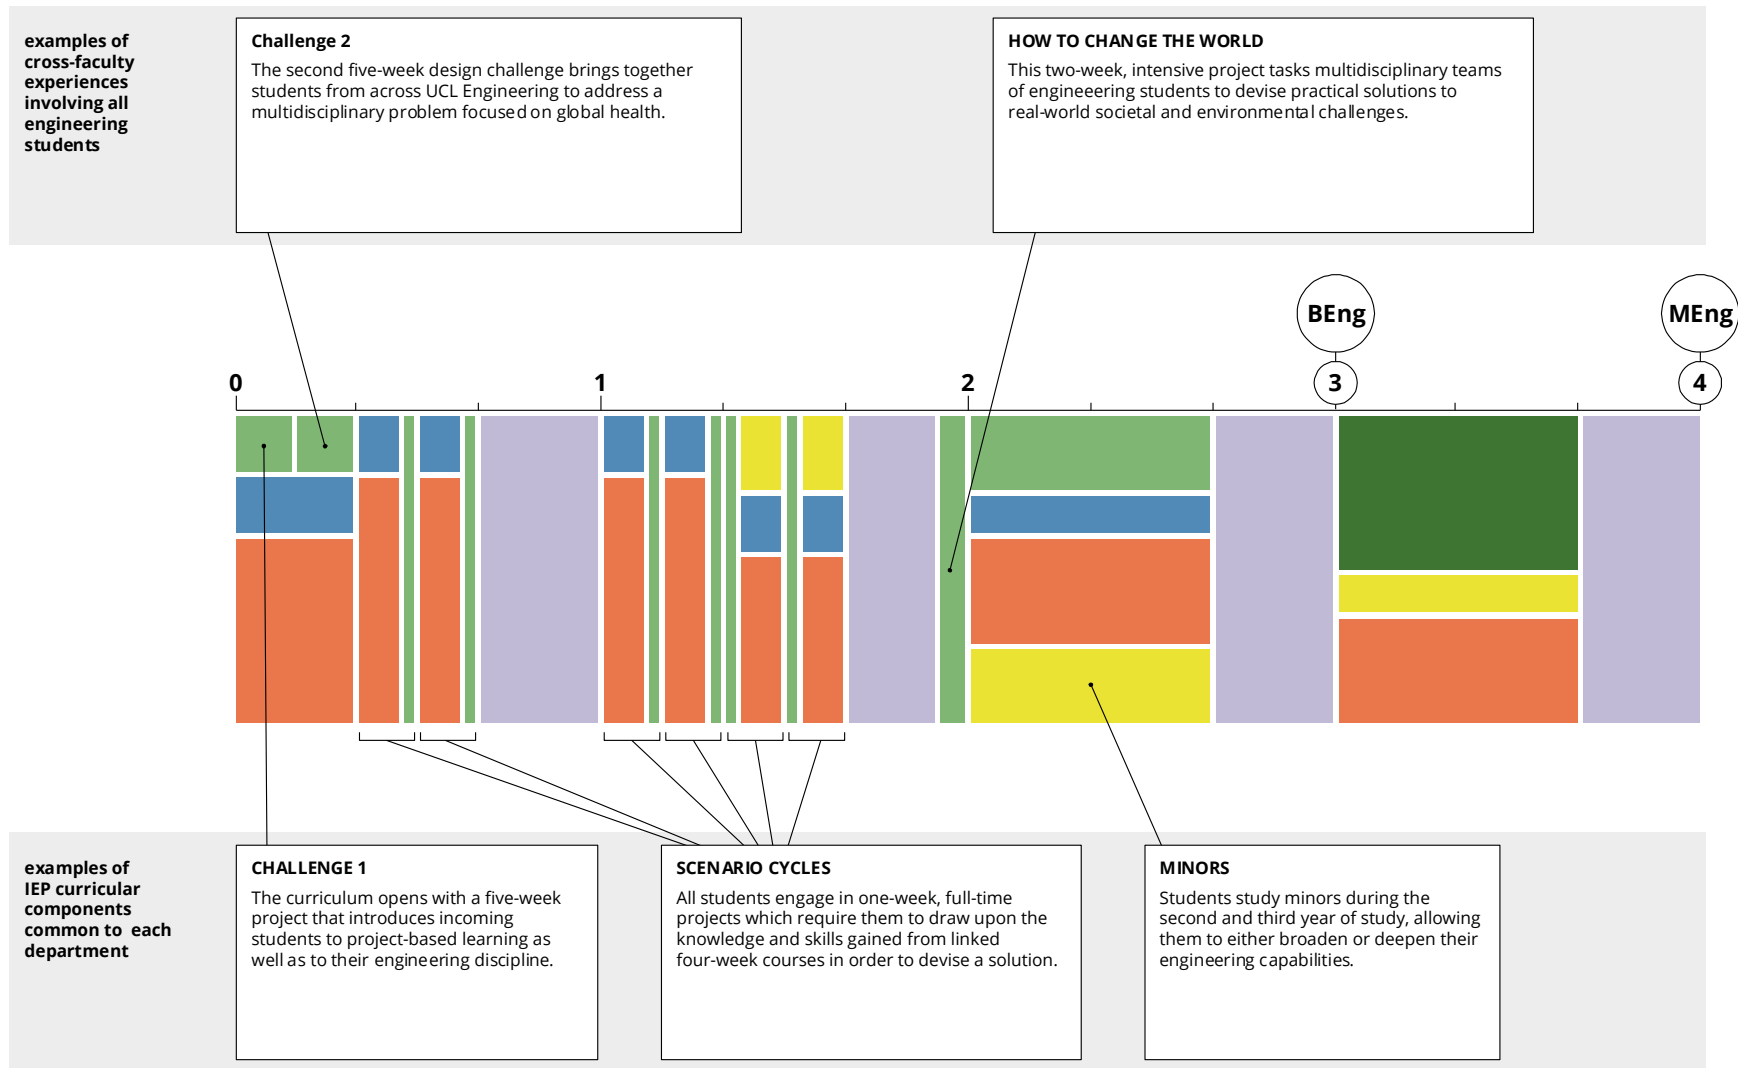 examples of
cross-faculty
experiences
involving all
engineering
students
Challenge 2
The second five-week design challenge brings together
students from across UCL Engineering to address a
multidisciplinary problem focused on global health.
HOW TO CHANGE THE WORLD
This two-week, intensive project tasks multidisciplinary teams
of engineeering students to devise practical solutions to
real-world societal and environmental challenges.
BEng
MEng
0
1
2
3
4
examples of
IEP curricular
components
common to each
department
CHALLENGE 1
The curriculum opens with a five-week
project that introduces incoming
students to project-based learning as
well as to their engineering discipline.
SCENARIO CYCLES
All students engage in one-week, full-time
projects which require them to draw upon the
knowledge and skills gained from linked
four-week courses in order to devise a solution.
MINORS
Students study minors during the
second and third year of study, allowing
them to either broaden or deepen their
engineering capabilities.